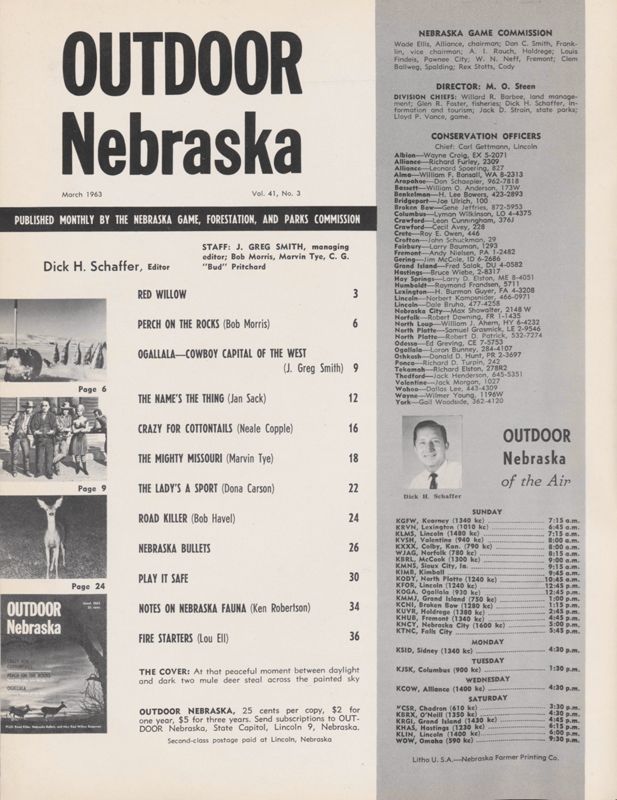 OUTDOOR
Nebraska
March 1963
Vol. 41, No. 3
PUBLISHED MONTHLY BY THE NEBRASKA GAME, FORESTATION, AND PARKS COMMISSION
Dick H. Schaffer, Editor
STAFF: J. GREG SMITH, managing
editor; Bob Morris, Marvin Tye, C. G.
"Bud" Pritchard
RED WILLOW 3
PERCH ON THE ROCKS (Bob Morris) 6
OGALLALA—COWBOY CAPITAL OF THE WEST
(J. Greg Smith) 9
THE NAME'S THE THING (Jan Sack) 12
CRAZY FOR COTTONTAILS (Neale Copple) 16
THE MIGHTY MISSOURI (Marvin Tye) 18
THE LADY'S A SPORT (Dona Carson) 22
ROAD KILLER (Bob Havel) 24
NEBRASKA BULLETS 26
PLAY IT SAFE 30
NOTES ON NEBRASKA FAUNA (Ken Robertson) 34
FIRE STARTERS (Lou Ell) 36
Page 6
Page 9
Page 24
OUTDOOR
Nebraska
THE COVER: At that peaceful moment between daylight
and dark two mule deer steal across the painted sky
OUTDOOR NEBRASKA, 25 cents per copy, $2 for
one year, $5 for three years. Send subscriptions to OUT-
DOOR Nebraska, State Capitol, Lincoln 9, Nebraska.
Second-class postage paid at Lincoln, Nebraska
NEBRASKA GAME COMMISSION
Wade Ellis, Alliance, chairman; Don C. Smith, Frank-
lin, vice chairman; A. I. Rauch, Holdrege; Louis
Findeis, Pawnee City; W. N. Neff, Fremont; Clem
Ballweg, Spalding; Rex Stotts, Cody
DIRECTOR: M. O. Steen
DIVISION CHIEFS: Willard R. Barbee, land manage-
ment; Glen R. Foster, fisheries; Dick H. Schaffer, in-
formation and tourism; Jack D. Strain, state parks;
Lloyd P. Vance, game.
CONSERVATION OFFICERS
Chief: Carl Gettmann, Lincoln
Albion—Wayne Craig, EX 5-2071
Alliance—Richard Furley, 2309
Alliance—Leonard Spoering, 827
Alma—William F. Bonsall, WA 8-2313
Arapahoe—Don Schaepler, 962-7818
Bassett—William O. Anderson, 173W
Benkelman—H. Lee Bowers, 423-2893
Bridgeport—Joe Ulrich, 100
Broken Bow—Gene Jeffries, 872-5953
Columbus—Lyman Wilkinson, LO 4-4375
Crawford—Leon Cunningham, 376J
Crawford—Cecil Avey, 228
Crete—Roy E. Owen, 446
Crofton—John Schuckman, 29
Fairbury—Larry Bauman, 1293
Fremont—Andy Nielsen, PA 1-2482
Gering—Jim McCole, ID 6-2686
Grand Island—Fred Salak, DU 4-0582
Hastings—Bruce Wiebe, 2-8317
Hay Springs—Larry D. Elston, ME 8-4051
Humboldt—Raymond Frandsen, 5711
Lexington—H. Burman Guyer, FA 4-3208
Lincoln—Norbert Kampsnider, 466-0971
Lincoln—Dale Bruha, 477-4258
Nebraska City—Max Showalter, 2148 W
Norfolk—Robert Downing, FR 1-1435
North Loup—William J. Ahern, HY 6-4232
North Platte—Samuel Grasmick, LE 2-9546
North Platte—Robert D. Patrick, 532-7274
Odessa—Ed Greving, CE 7-5753
Ogallala—Loron Bunney, 284-4107
Oshkosh—Donald D. Hunt, PR 2-3697
Ponca—Richard D. Turpin, 242
Tekamah—Richard Elston, 278R2
Thedford—Jack Henderson, 645-5351
Valentine—Jack Morgan, 1027
Wahoo—Dallas Lee, 443-4309
Wayne—Wilmer Young, 1196W
York—Gail Woodside, 362-4120
Dick H. Schaffer
OUTDOOR
Nebraska
of the Air
SUNDAY
KGFW, Kearney (1340 kc) 7:15 a.m.
KRVN, Lexington (1010 kc) 6:45 a.m.
KLMS, Lincoln (1480 kc) 7:15 a.m.
KVSH, Valentine (940 kc) 8:00 a.m.
KXXX, Colby, Kan. (790 kc) 8:00 a.m.
WJAG, Norfolk (780 kc) 8:15 a.m.
KBRL, McCook (1300 kc) 9:00 a.m.
KMNS, Sioux City, Ia. 9:15 a.m.
KIMB, Kimball 9:45 a.m.
KODY, North Platte (1240 kc) 10:45 a.m.
KFOR, Lincoln (1240 kc) 12:45 p.m.
KOGA, Ogallala (930 kc) 12:45 p.m.
KMMJ, Grand Island (750 kc) 1:00 p.m.
KCNI, Broken Bow (1280 kc) 1:15 p.m.
KUVR, Holdrege (1380 kc) 2:45 p.m.
KHUB, Fremont (1340 kc) 4:45 p.m.
KNCY, Nebraska City (1600 kc) 5:00 p.m.
KTNC, Falls City 5:45 p.m.
MONDAY
KSID, Sidney (1340 kc) 4:30 p.m.
TUESDAY
KJSK, Columbus (900 kc) 1:30 p.m.
WEDNESDAY
KCOW, Alliance (1400 kc) 4:30 p.m.
SATURDAY
KCSR, Chadron (610 kc) 3:30 p.m.
KBRX, O'Neill (1350 kc) 4:30 p.m.
KRGI, Grand Island (1430 kc) 4:45 p.m.
KHAS, Hastings (1230 kc) 6:15 p.m.
KLIN, Lincoln (1400 kc) 6:00 p.m.
WOW, Omaha (590 kc) 9:30 p.m.
Litho U. S.A.—Nebraska Farmer Printing Co.